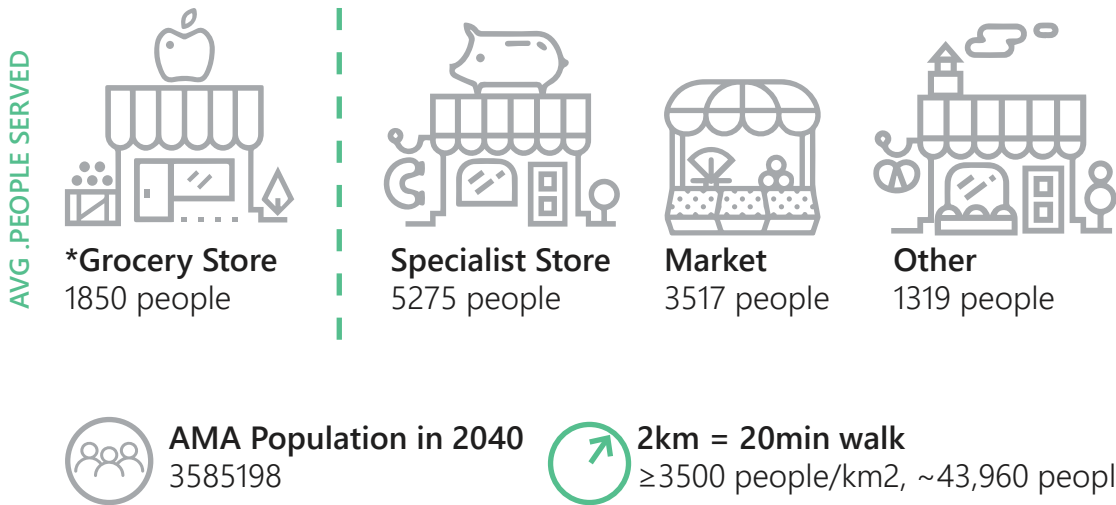 AVG .PEOPLE SERVED
*Grocery Store
1850 people
Specialist Store
5275 people
Market
3517 people
Other
1319 people
AMA Population in 2040
3585198
2km = 20min walk
≥3500 people/km2, ~43,960 peopl